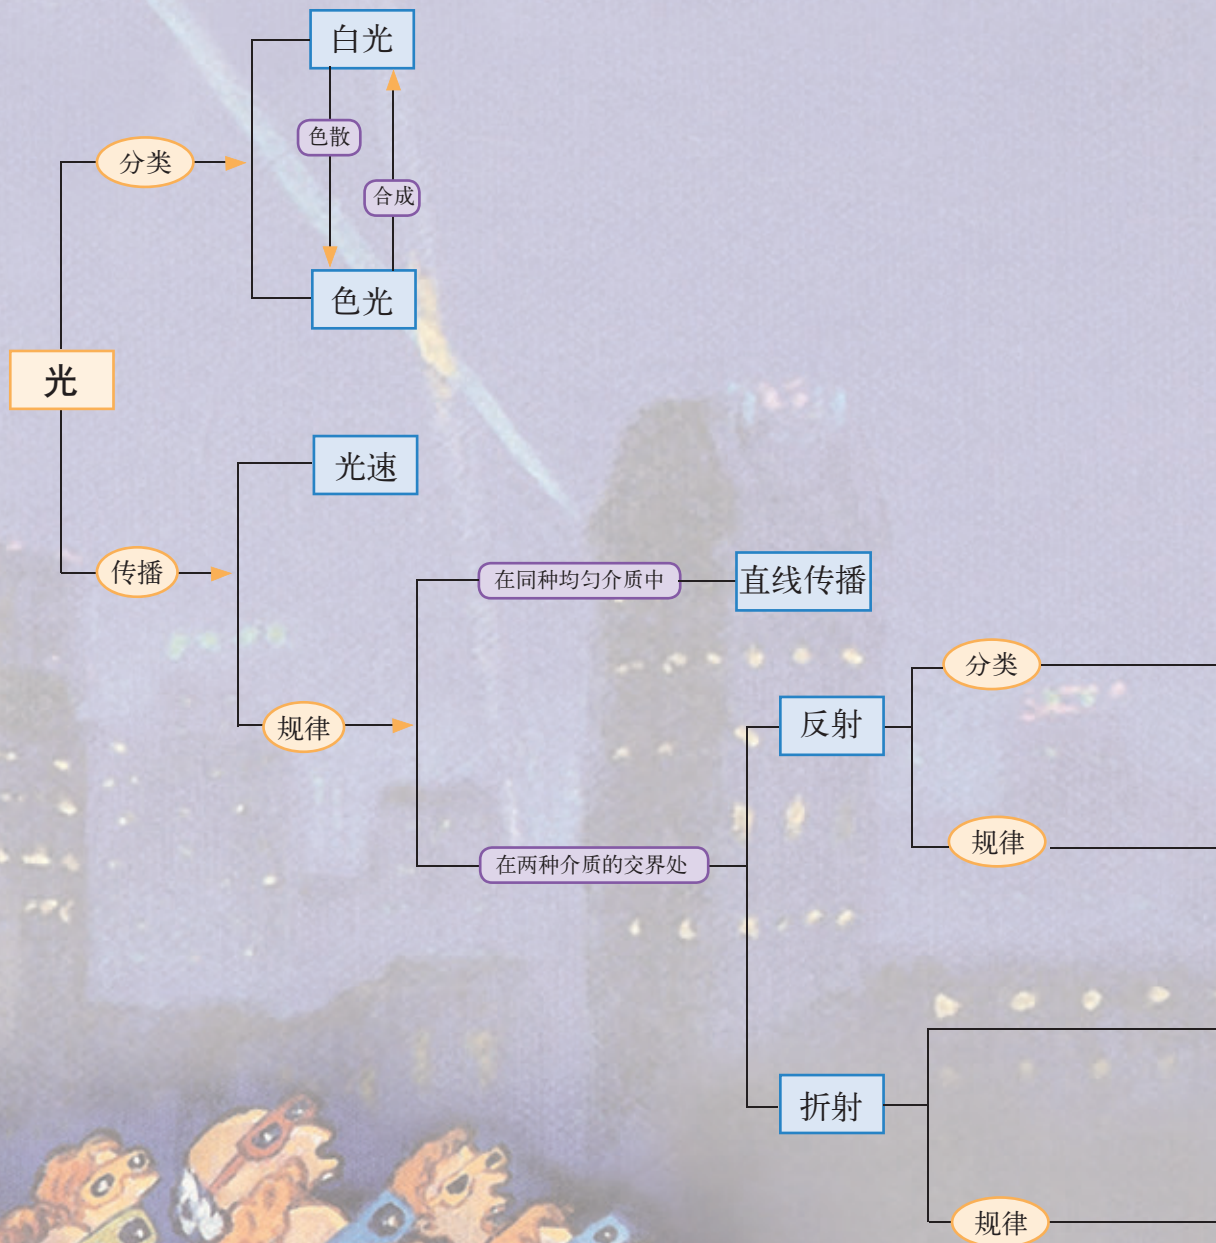 白光
色散
分类
合成
色光
光
光速
传播
在同种均匀介质中
直线传播
分类
反射
规律
规律
在两种介质的交界处
折射
规律